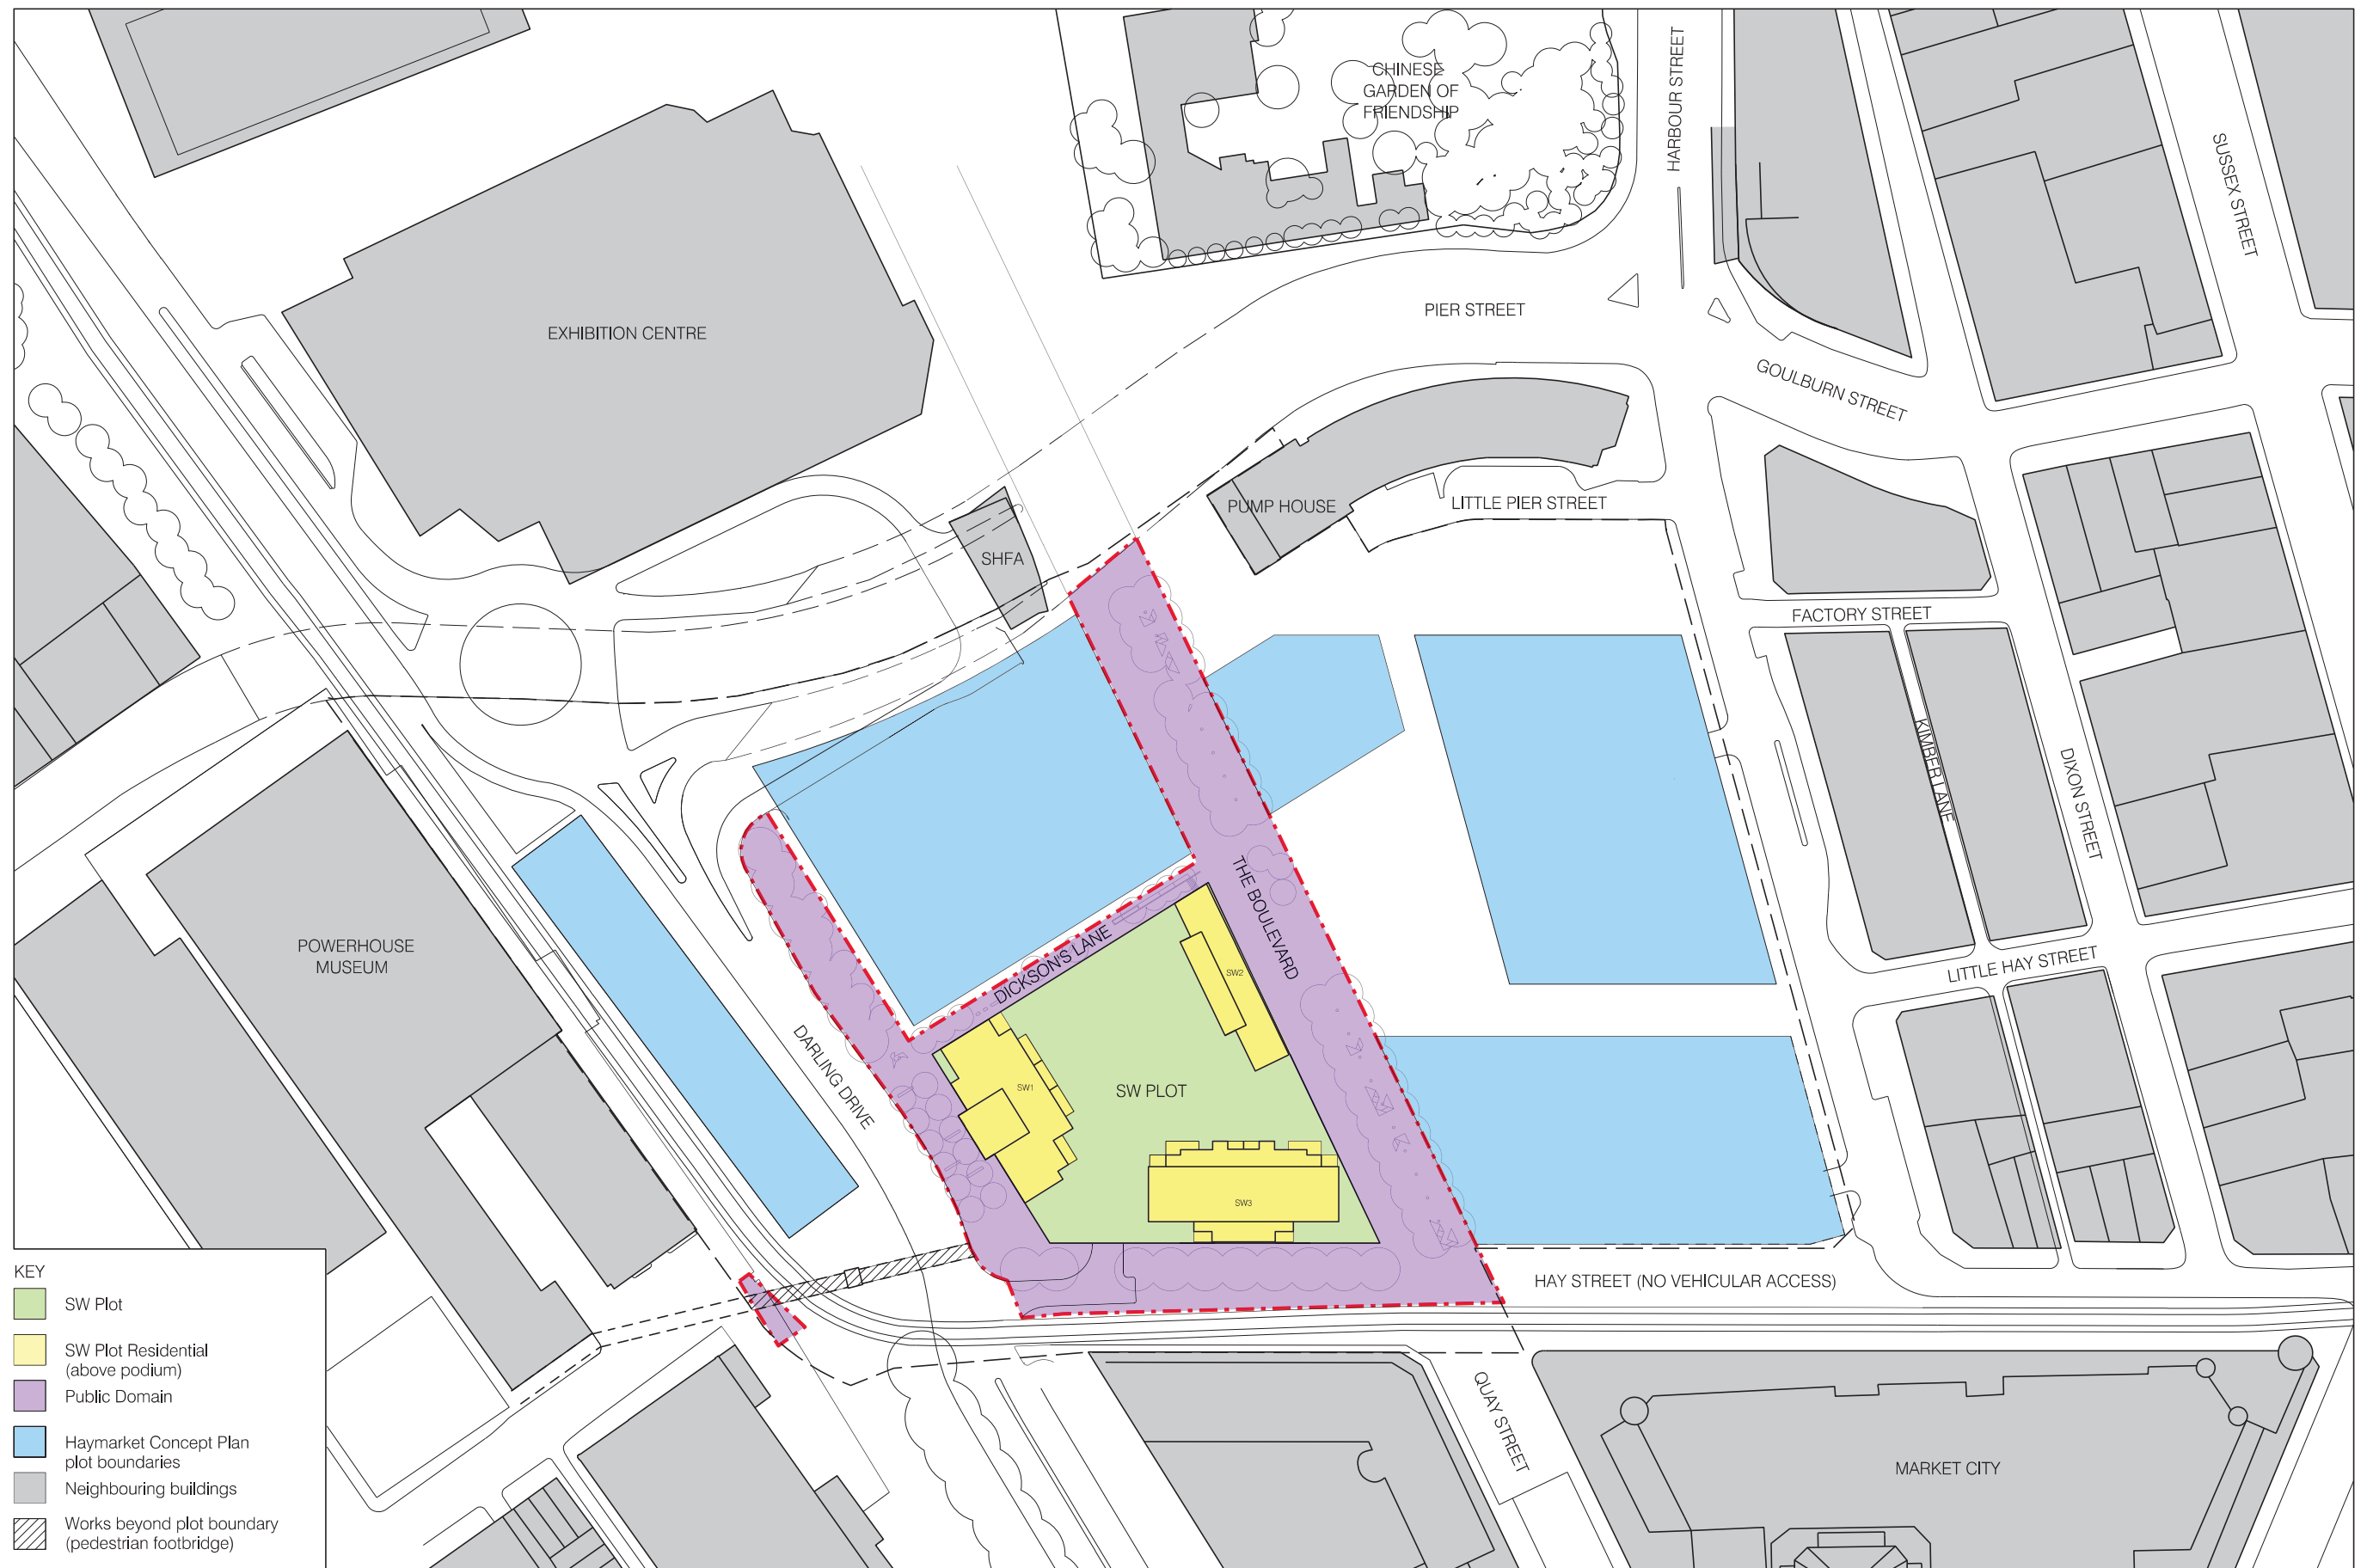 CHINESE
GARDEN OF
FRIENDSHIP
HARBOUR STREET
SUSSEX STREET
EXHIBITION CENTRE
PIER STREET
GOULBURN STREET
PUMP HOUSE
LITTLE PIER STREET
SHFA
FACTORY STREET
KIMBER LANE
DIXON STREET
THE BOULEVARD
POWERHOUSE
MUSEUM
DICKSON'S LANE
LITTLE HAY STREET
SW2
DARLING DRIVE
SW1
SW PLOT
SW3
HAY STREET (NO VEHICULAR ACCESS)
QUAY STREET
MARKET CITY
KEY
SW Plot
SW Plot Residential
(above podium)
Public Domain
Haymarket Concept Plan
plot boundaries
Neighbouring buildings
Works beyond plot boundary
(pedestrian footbridge)